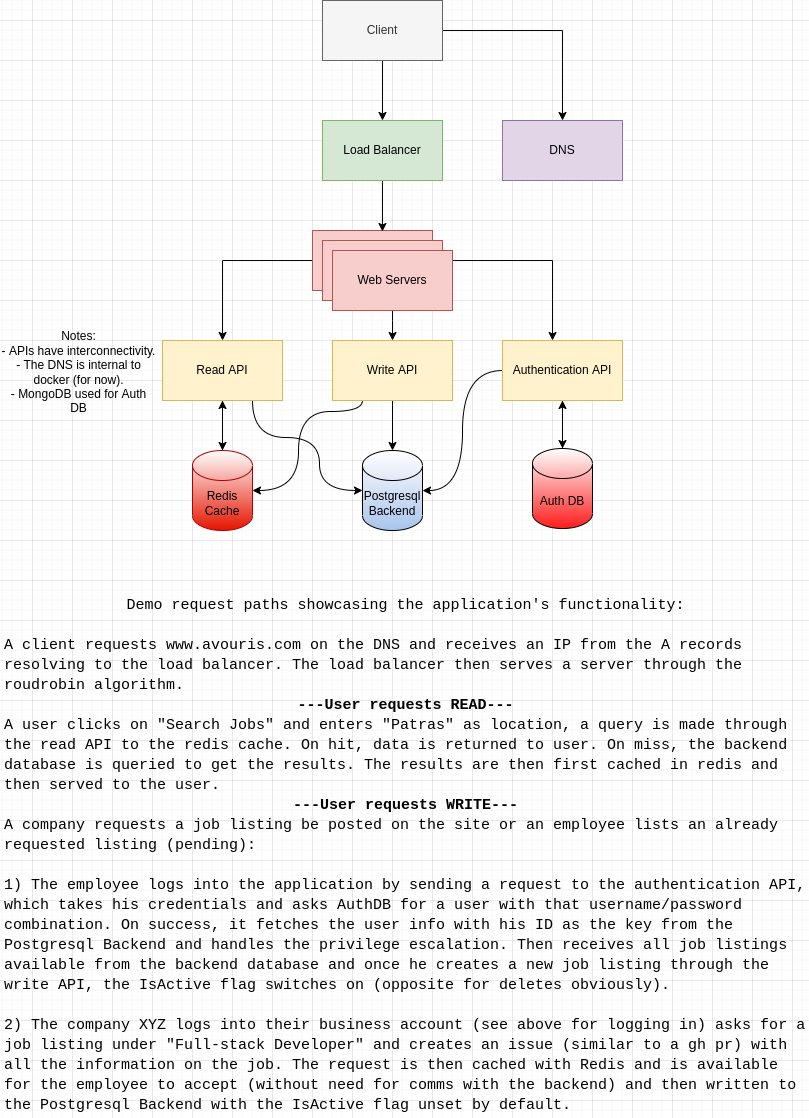 Client
Load Balancer
DNS
Web Servers
Notes:
- APIs have interconnectivity.
- The DNS is internal to
docker (for now).
- MongoDB used for Auth
DB
Read API
Write API
Authentication API
Redis
Cache
Postgresql
Backend
Auth DB
Demo request paths showcasing the application's functionality:
A client requests www.avouris.com on the DNS and receives an IP from the A records
resolving to the load balancer. The load balancer then serves a server through the
roudrobin algorithm.
---User requests READ---
A user clicks on "Search Jobs" and enters "Patras" as location, a query is made through
the read API to the redis cache. On hit, data is returned to user. On miss, the backend
database is queried to get the results. The results are then first cached in redis and
then served to the user.
---User requests WRITE---
A company requests a job listing be posted on the site or an employee lists an already
requested listing (pending):
1) The employee logs into the application by sending a request to the authentication API,
which takes his credentials and asks AuthDB for a user with that username/password
combination. On success, it fetches the user info with his ID as the key from the
Postgresql Backend and handles the privilege escalation. Then receives all job listings
available from the backend database and once he creates a new job listing through the
write API, the IsActive flag switches on (opposite for deletes obviously).
2) The company XYZ logs into their business account (see above for logging in) asks for a
job listing under "Full-stack Developer" and creates an issue (similar to a gh pr) with
all the information on the job. The request is then cached with Redis and is available
for the employee to accept (without need for comms with the backend) and then written to
the Postgresql Backend with the IsActive flag unset by default.